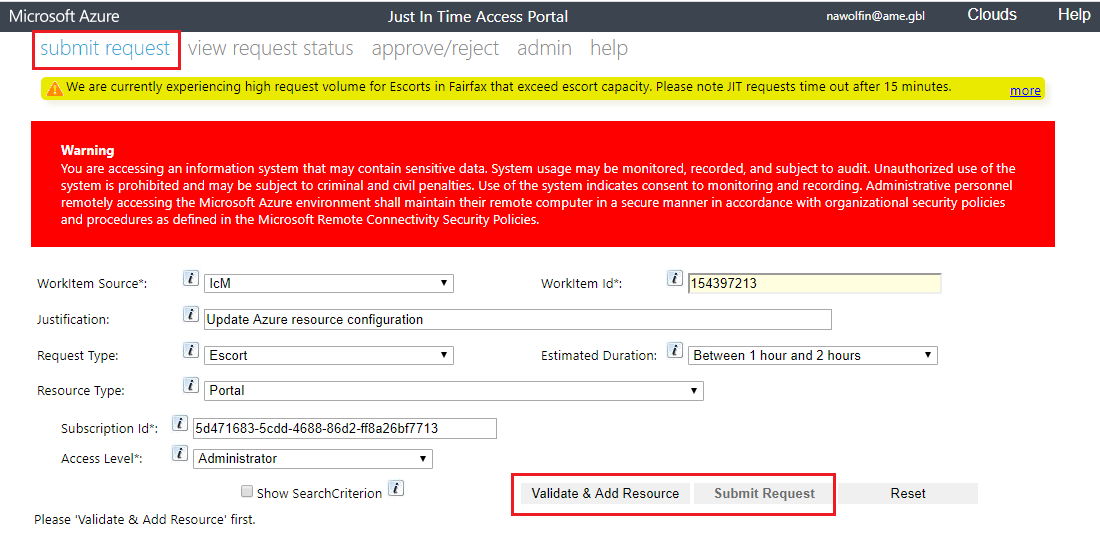 Microsoft Azure Just In Time Access Portal nawolfin@ame.gbl Clouds Help
submit request view request status approve/reject admin help
We are currently experiencing high request volume for Escorts in Fairfax that exceed escort capacity. Please note JIT requests time out after 15 minutes. more
Warning
You are accessing an information system that may contain sensitive data. System usage may be monitored, recorded, and subject to audit. Unauthorized use of the
system is prohibited and may be subject to criminal and civil penalties. Use of the system indicates consent to monitoring and recording. Administrative personnel
remotely accessing the Microsoft Azure environment shall maintain their remote computer in a secure manner in accordance with organizational security policies
and procedures as defined in the Microsoft Remote Connectivity Security Policies.
WorkItem Source*: i IcM WorkItem Id*: i 154397213
Justification: i Update Azure resource configuration
Request Type: i Escort Estimated Duration: i Between 1 hour and 2 hours
Resource Type: i Portal
Subscription Id*: i 5d471683-5cdd-4688-86d2-ff8a26bf7713
Access Level*: i Administrator
Show SearchCriterion i Validate & Add Resource Submit Request Reset
Please 'Validate & Add Resource' first.